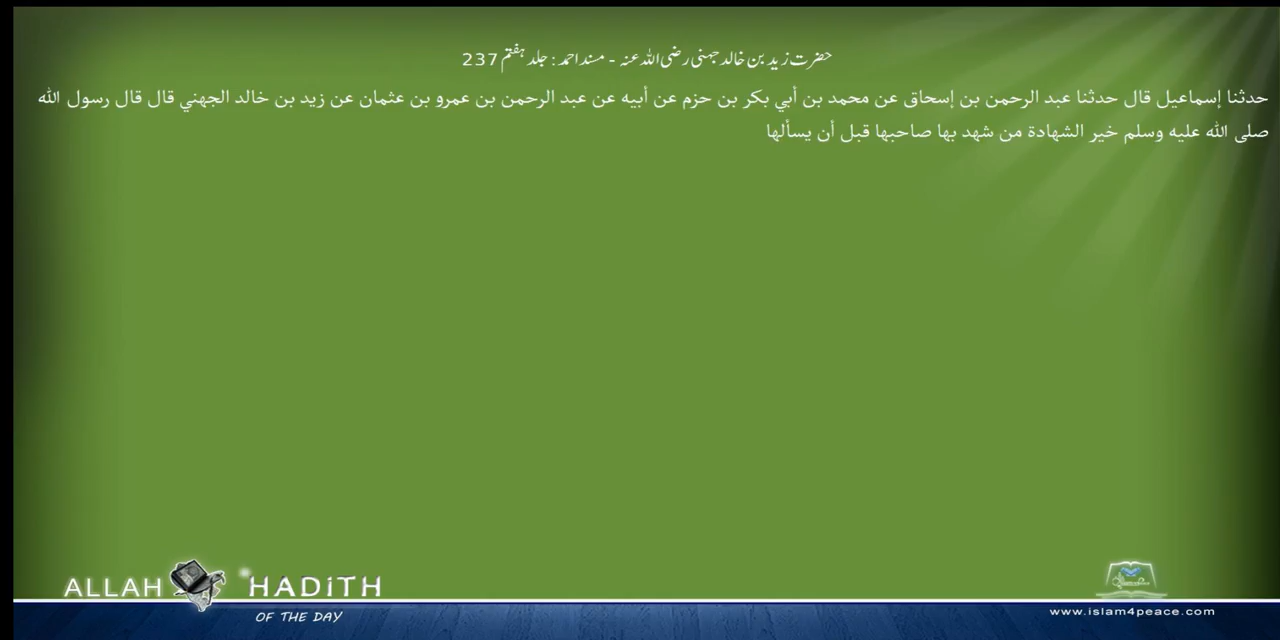 حضرت زید بن خالد جہنی رضی اللہ عنہ - مسند احمد : جلد ہفتم 237
حدثنا إسماعيل قال حدثنا عبد الرحمن بن إسحاق عن محمد بن أبي بكر بن حزم عن أبيه عن عبد الرحمن بن عمرو بن عثمان عن زيد بن خالد الجهني قال قال رسول الله
صلى الله عليه وسلم خير الشهادة من شهد بها صاحبها قبل أن يسألها
ALLAH HADITH
OF THE DAY
www.islam4peace.com